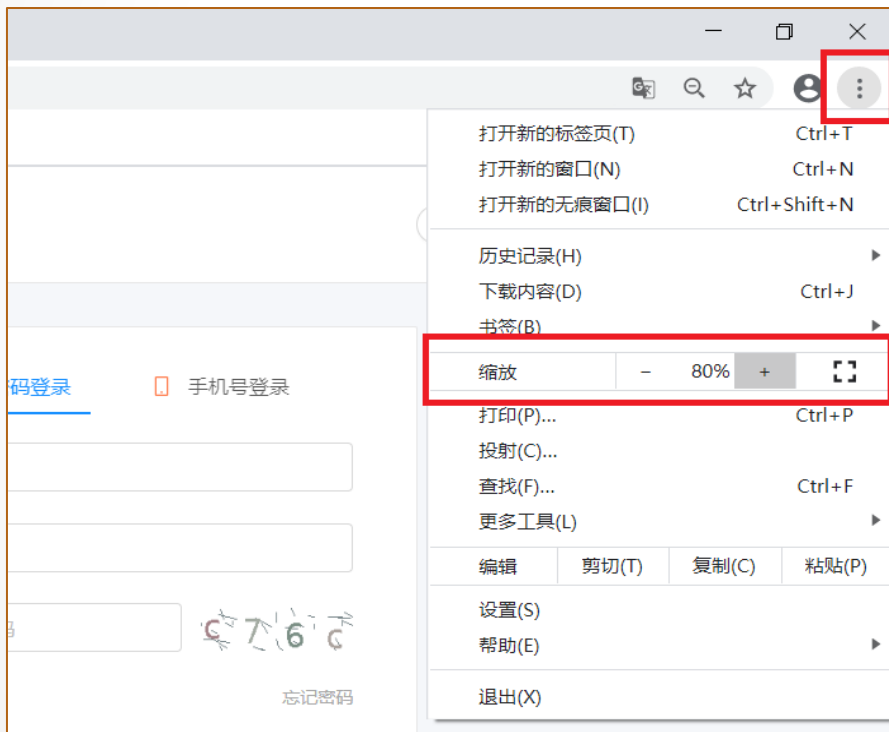 打开新的标签页(T) Ctrl+T
打开新的窗口(N) Ctrl+N
打开新的无痕窗口(I) Ctrl+Shift+N
历史记录(H)
下载内容(D) Ctrl+J
书签(B)
缩放 − 80% +
码登录 手机号登录
打印(P)... Ctrl+P
投射(C)...
查找(F)... Ctrl+F
更多工具(L)
编辑 剪切(T) 复制(C) 粘贴(P)
设置(S)
帮助(E)
忘记密码
退出(X)